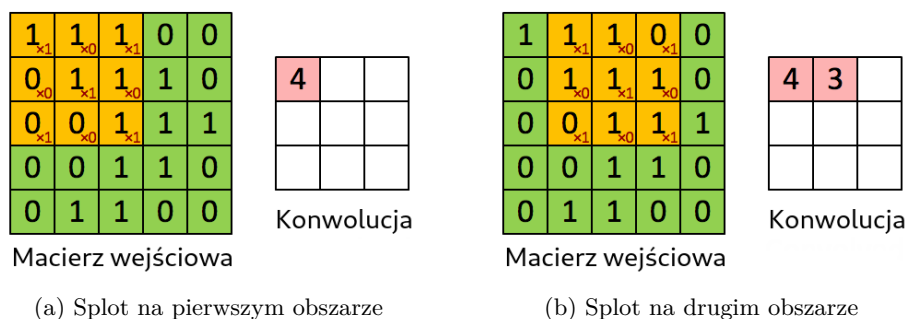 1×1 1×0 1×1 0 0
0×0 1×1 1×0 1 0
0×1 0×0 1×1 1 1
0 0 1 1 0
0 1 1 0 0
Macierz wejściowa
4
Konwolucja
(a) Splot na pierwszym obszarze
1 1×1 1×0 0×1 0
0 1×0 1×1 1×0 0
0 0×1 1×0 1×1 1
0 0 1 1 0
0 1 1 0 0
Macierz wejściowa
4 3
Konwolucja
(b) Splot na drugim obszarze